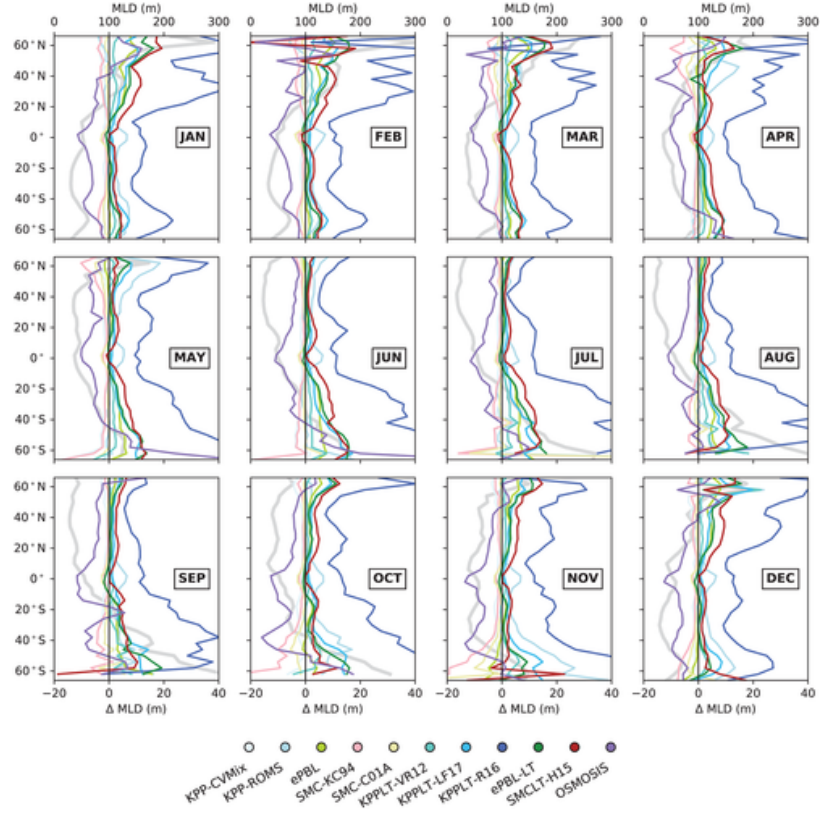 MLD (m) MLD (m) MLD (m) MLD (m)
0 100 200 300 0 100 200 300 0 100 200 300 0 100 200 300
60°N
40°N
20°N
0° JAN FEB MAR APR
20°S
40°S
60°S
60°N
40°N
20°N
0° MAY JUN JUL AUG
20°S
40°S
60°S
60°N
40°N
20°N
0° SEP OCT NOV DEC
20°S
40°S
60°S
−20 0 20 40 −20 0 20 40 −20 0 20 40 −20 0 20 40
Δ MLD (m) Δ MLD (m) Δ MLD (m) Δ MLD (m)
KPP-CVMix
KPP-ROMS
ePBL
SMC-KC94
SMC-C01A
KPPLT-VR12
KPPLT-LF17
KPPLT-R16
ePBL-LT
SMCLT-H15
OSMOSIS